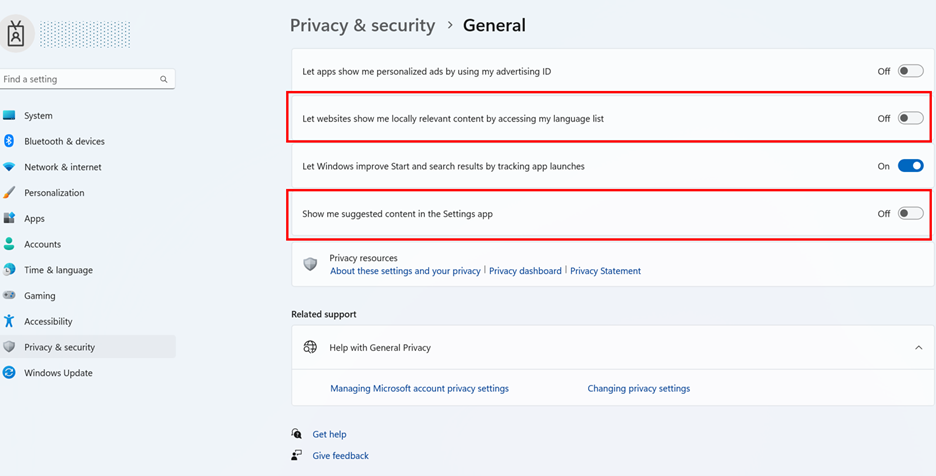 Privacy & security > General
Find a setting
System
Bluetooth & devices
Network & internet
Personalization
Apps
Accounts
Time & language
Gaming
Accessibility
Privacy & security
Windows Update
Let apps show me personalized ads by using my advertising ID Off
Let websites show me locally relevant content by accessing my language list Off
Let Windows improve Start and search results by tracking app launches On
Show me suggested content in the Settings app Off
Privacy resources
About these settings and your privacy | Privacy dashboard | Privacy Statement
Related support
Help with General Privacy
Managing Microsoft account privacy settings Changing privacy settings
Get help
Give feedback